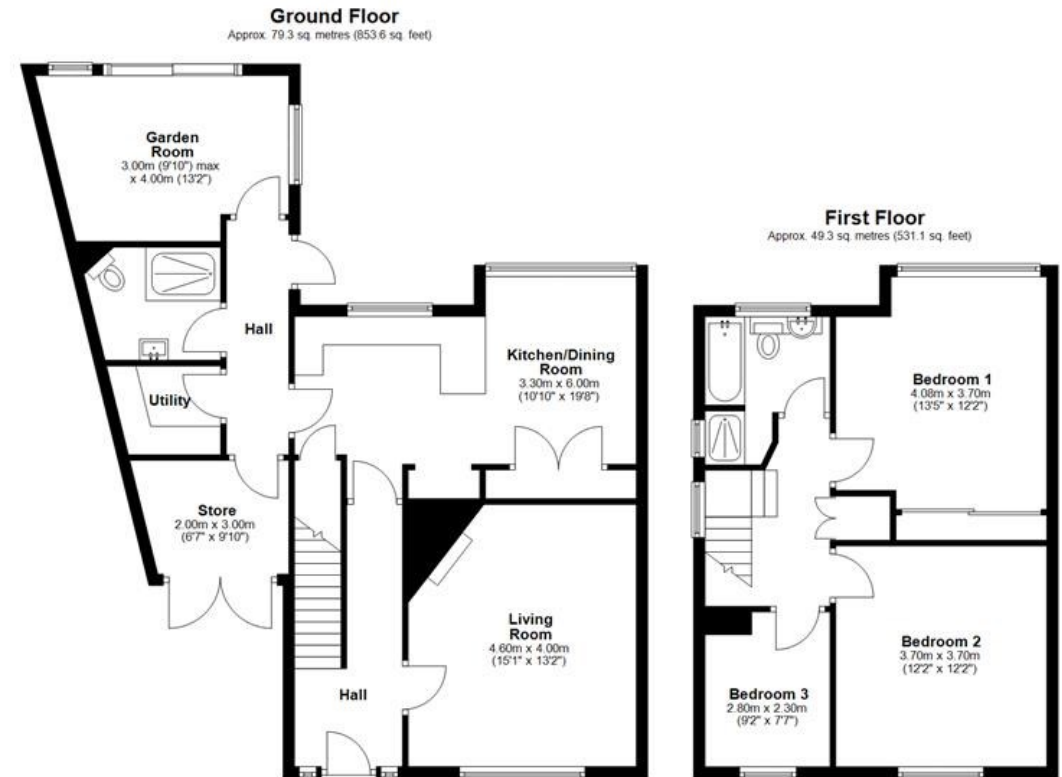 Ground Floor
Approx. 79.3 sq. metres (853.6 sq. feet)
Garden
Room
3.00m (9'10") max
x 4.00m (13'2")
Hall
Utility
Kitchen/Dining
Room
3.30m x 6.00m
(10'10" x 19'8")
Store
2.00m x 3.00m
(6'7" x 9'10")
Living
Room
4.60m x 4.00m
(15'1" x 13'2")
Hall
First Floor
Approx. 49.3 sq. metres (531.1 sq. feet)
Bedroom 1
4.08m x 3.70m
(13'5" x 12'2")
Bedroom 2
3.70m x 3.70m
(12'2" x 12'2")
Bedroom 3
2.80m x 2.30m
(9'2" x 7'7")